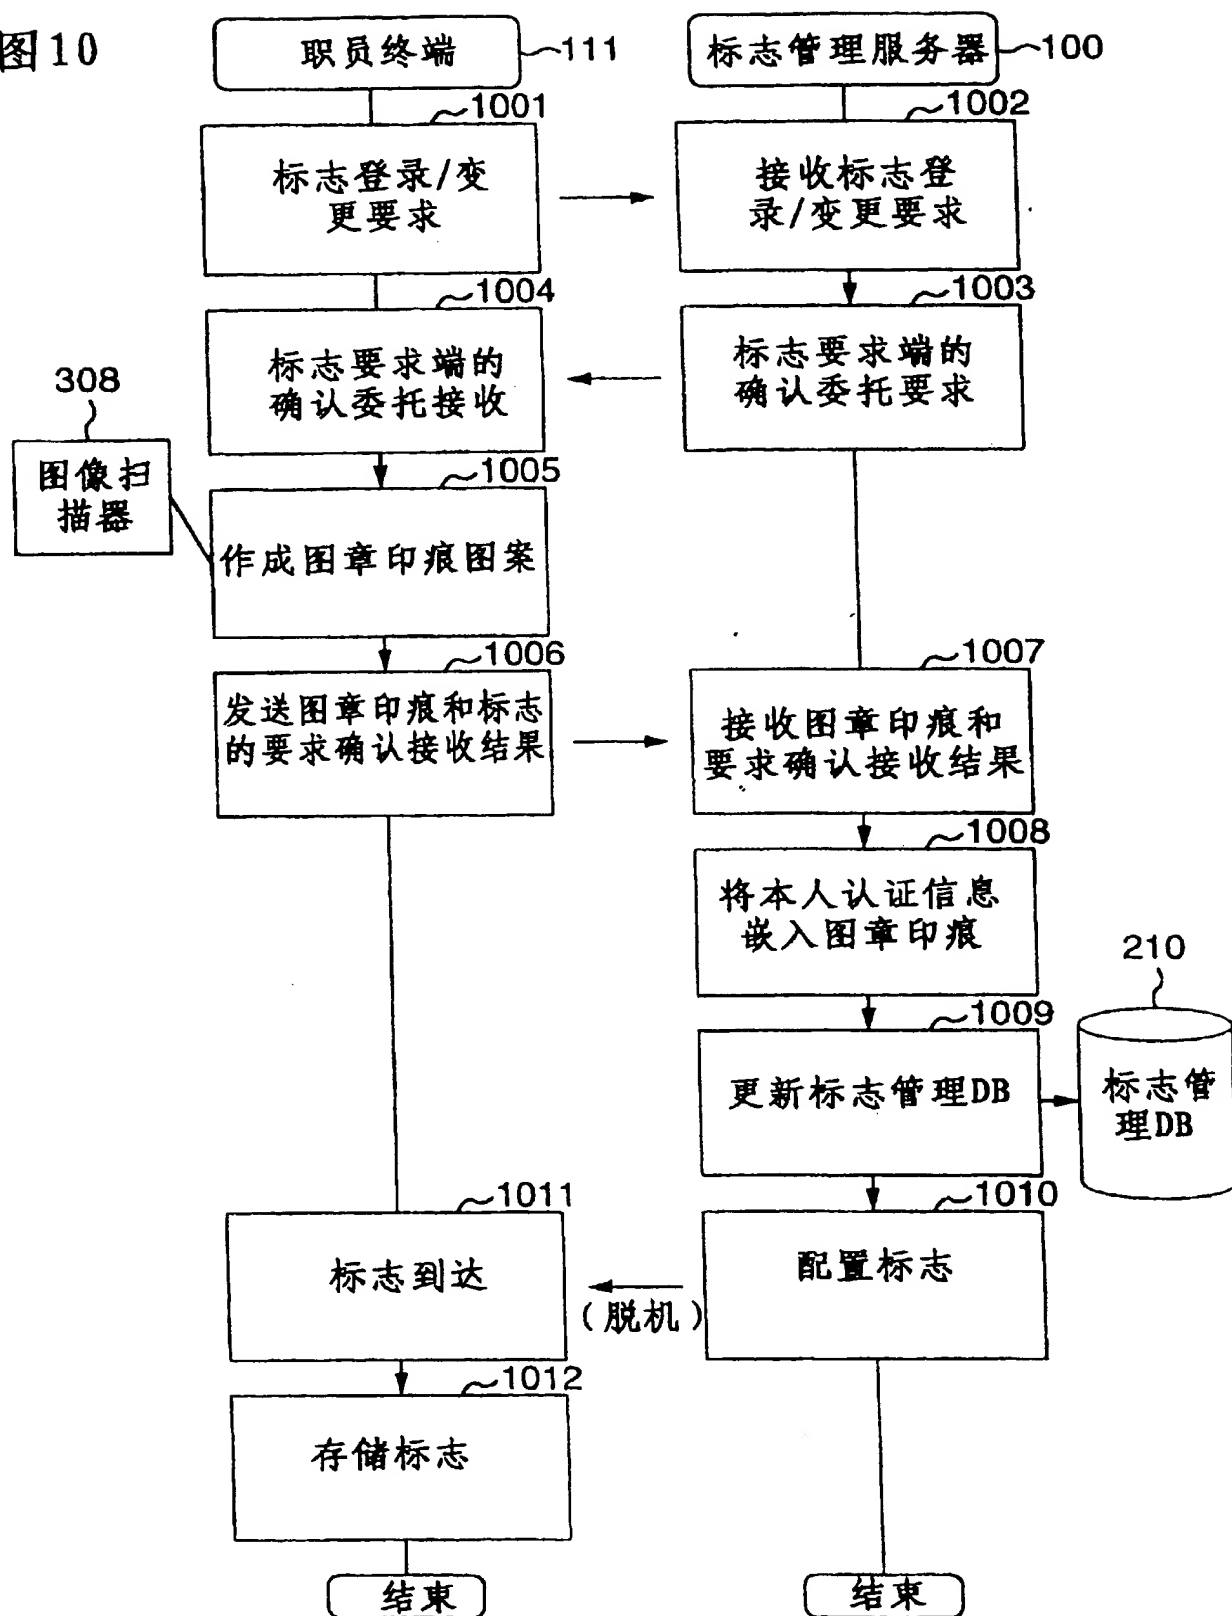 图10
职员终端
111
标志管理服务器
100
1001
标志登录/变
更要求
1002
接收标志登
录/变更要求
1004
标志要求端的
确认委托接收
1003
标志要求端的
确认委托要求
308
图像扫
描器
1005
作成图章印痕图案
1006
发送图章印痕和标志
的要求确认接收结果
1007
接收图章印痕和
要求确认接收结果
1008
将本人认证信息
嵌入图章印痕
1009
更新标志管理DB
210
标志管
理DB
1011
标志到达
1010
配置标志
(脱机)
1012
存储标志
结束
结束